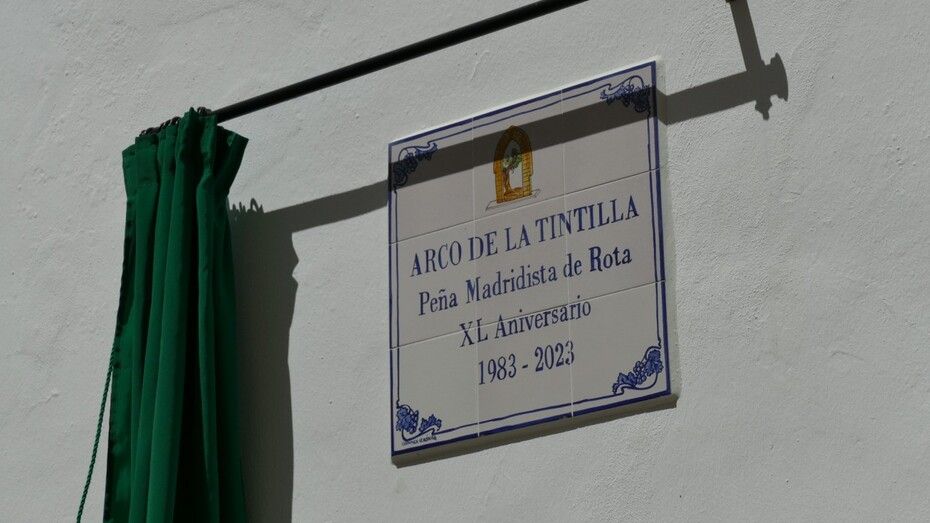 ARCO DE LA TINTILLA
Peña Madridista de Rota
XL Aniversario
1983 - 2023